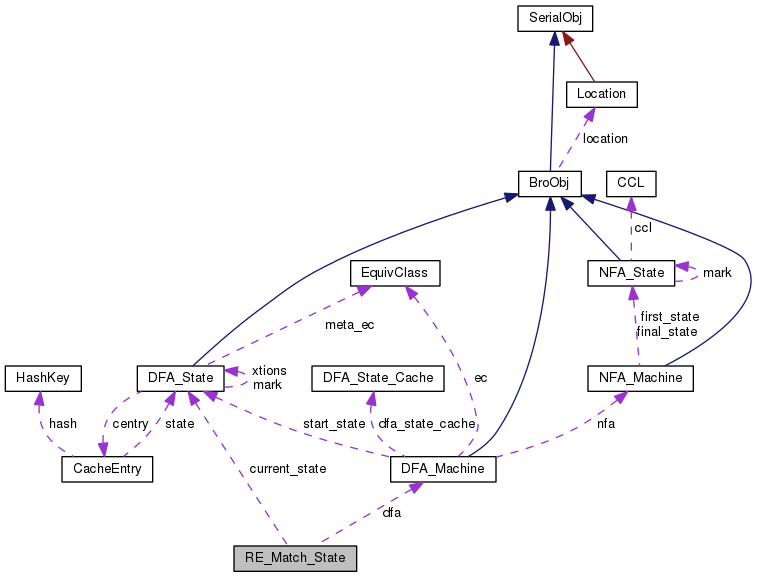 SerialObj
Location
location
BroObj
CCL
ccl
EquivClass
NFA_State
mark
meta_ec
first_state
final_state
HashKey
DFA_State
xtions
mark
DFA_State_Cache
ec
NFA_Machine
hash
centry
state
start_state
dfa_state_cache
nfa
CacheEntry
current_state
DFA_Machine
dfa
RE_Match_State